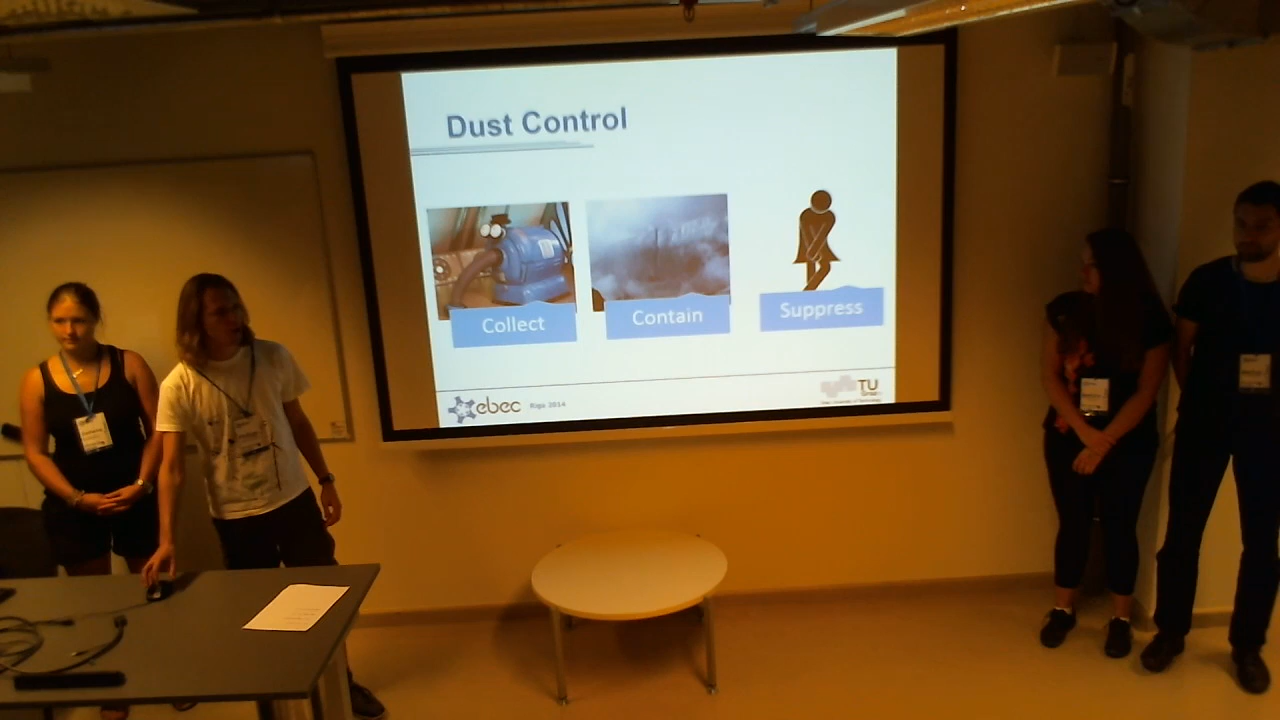 Dust Control
Collect
Contain
Suppress
ebec Riga 2014
TU